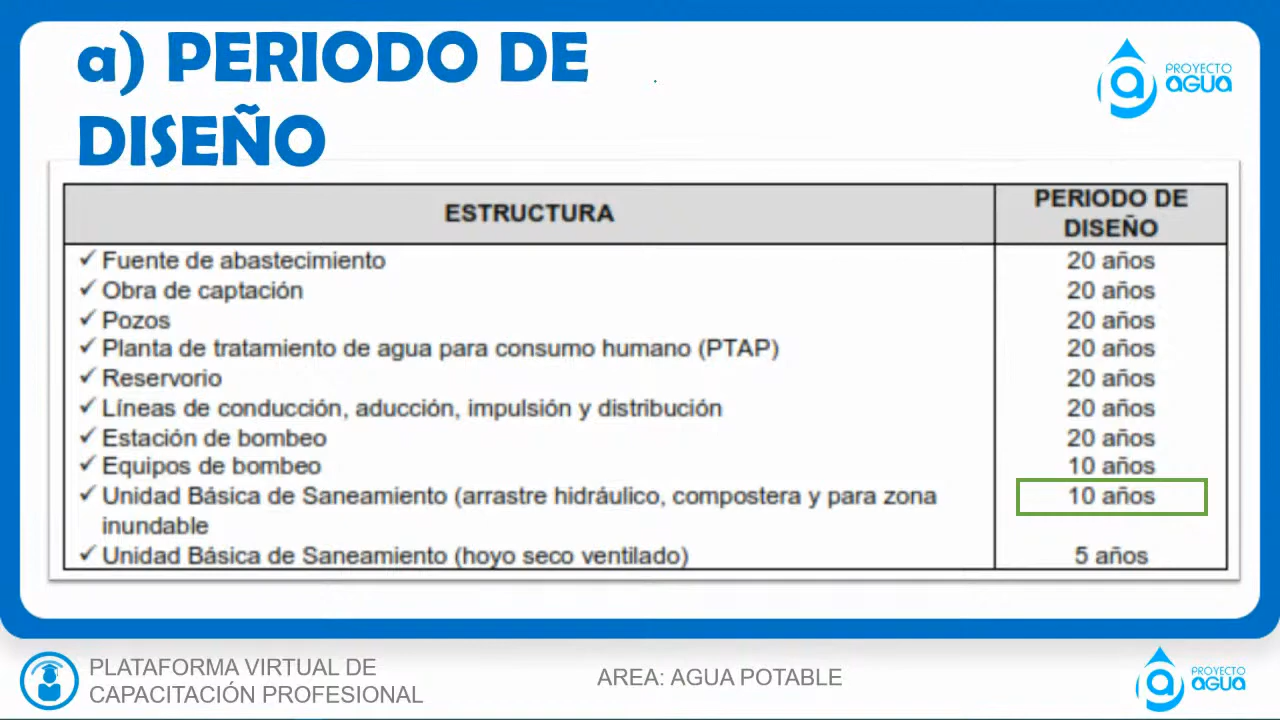 a) PERIODO DE
DISEÑO
PROYECTO
AGUA
ESTRUCTURA
PERIODO DE
DISEÑO
✓ Fuente de abastecimiento 20 años
✓ Obra de captación 20 años
✓ Pozos 20 años
✓ Planta de tratamiento de agua para consumo humano (PTAP) 20 años
✓ Reservorio 20 años
✓ Líneas de conducción, aducción, impulsión y distribución 20 años
✓ Estación de bombeo 20 años
✓ Equipos de bombeo 10 años
✓ Unidad Básica de Saneamiento (arrastre hidráulico, compostera y para zona 10 años
inundable
✓ Unidad Básica de Saneamiento (hoyo seco ventilado) 5 años
PLATAFORMA VIRTUAL DE
CAPACITACIÓN PROFESIONAL
AREA: AGUA POTABLE
PROYECTO
AGUA